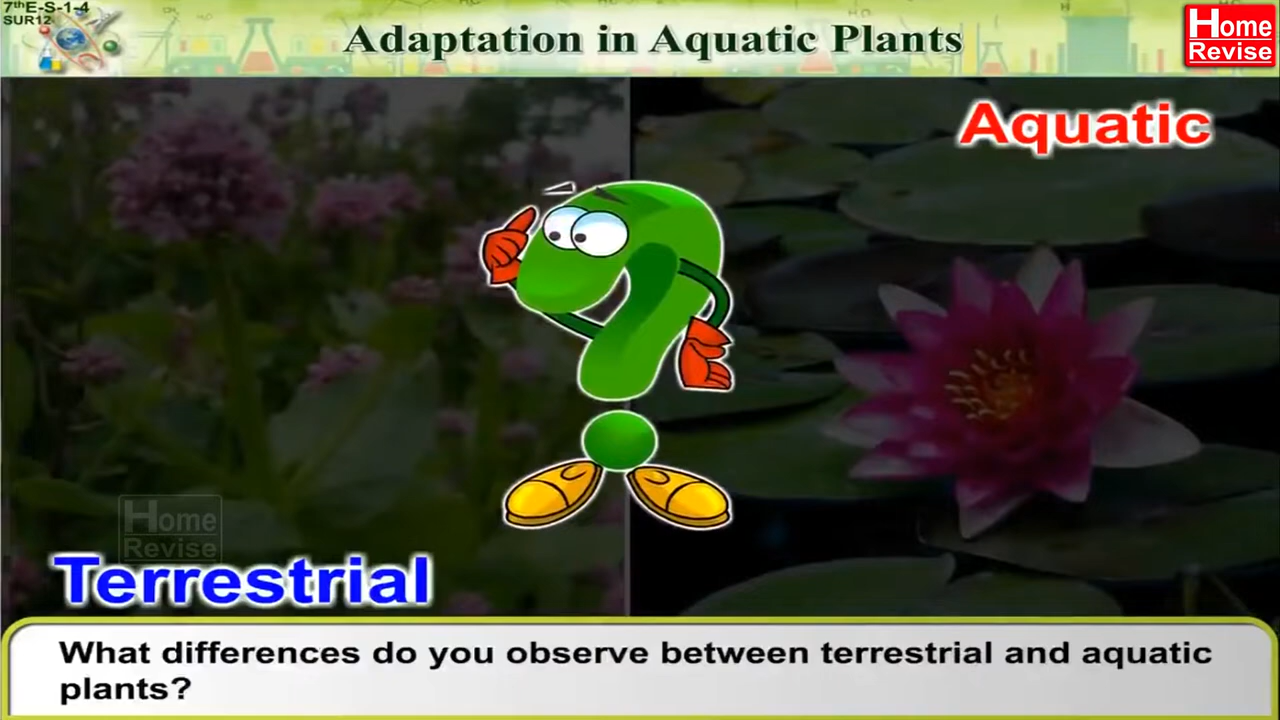 7thE-S-1-4
SUR12
Adaptation in Aquatic Plants
Home
Revise
Aquatic
Home
Revise
Terrestrial
What differences do you observe between terrestrial and aquatic
plants?